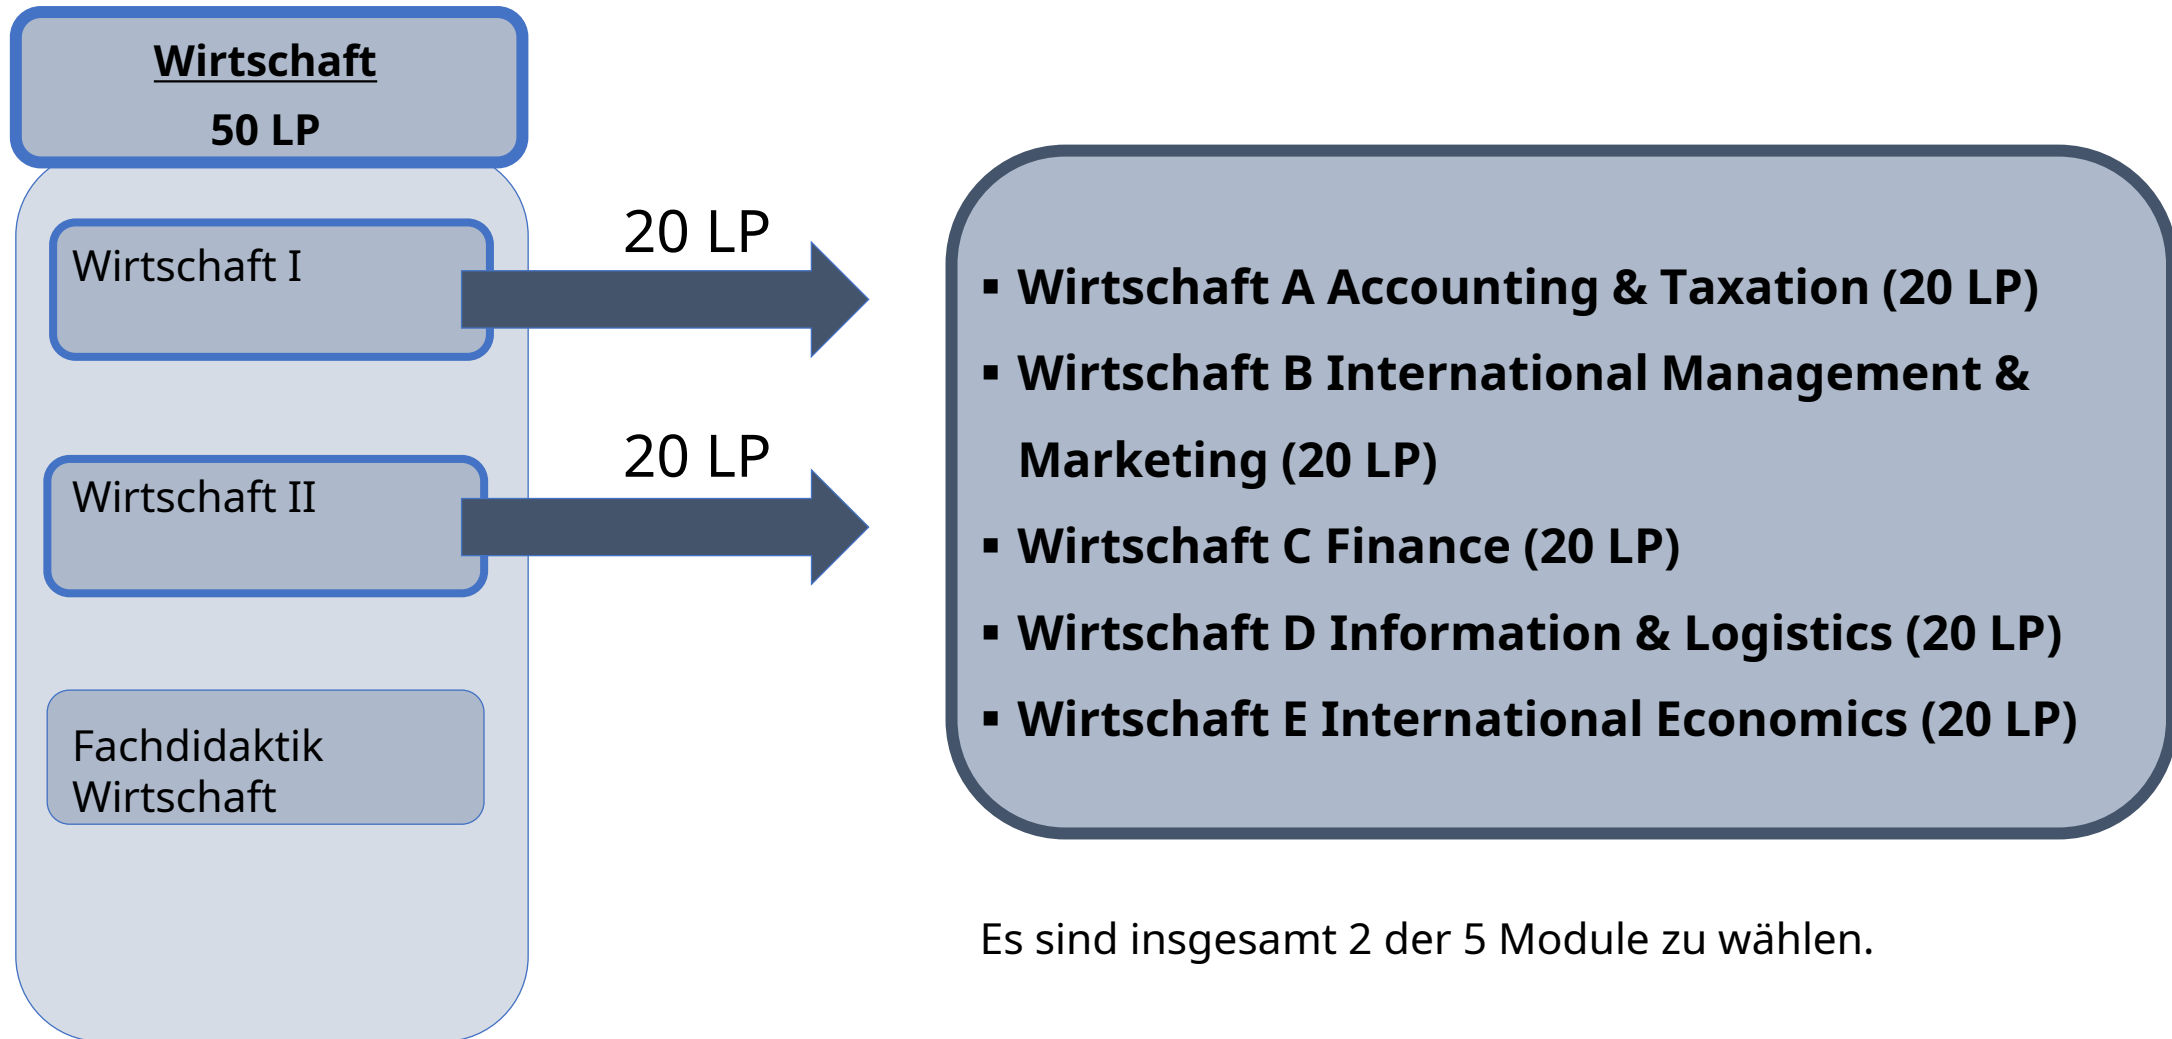 Wirtschaft
50 LP
Wirtschaft I
20 LP
Wirtschaft II
20 LP
Fachdidaktik
Wirtschaft
▪ Wirtschaft A Accounting & Taxation (20 LP)
▪ Wirtschaft B International Management &
Marketing (20 LP)
▪ Wirtschaft C Finance (20 LP)
▪ Wirtschaft D Information & Logistics (20 LP)
▪ Wirtschaft E International Economics (20 LP)
Es sind insgesamt 2 der 5 Module zu wählen.